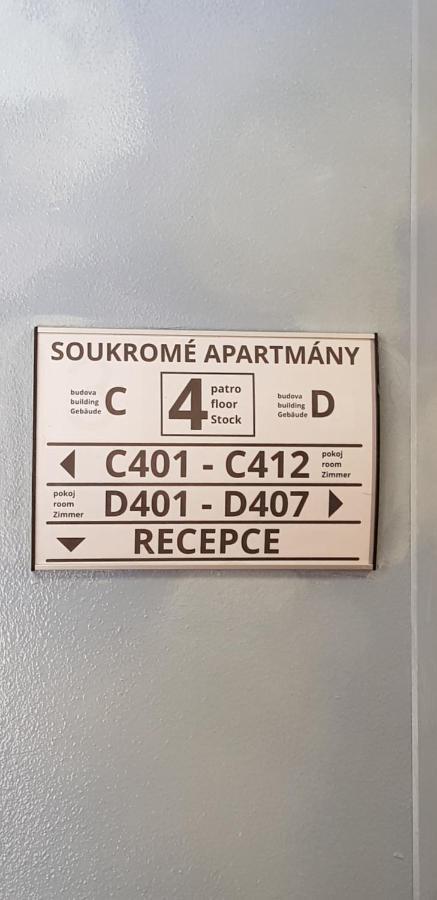 SOUKROMÉ APARTMÁNY
budova
building
Gebäude
C
4
patro
floor
Stock
budova
building
Gebäude
D
C401 - C412
pokoj
room
Zimmer
pokoj
room
Zimmer
D401 - D407
RECEPCE